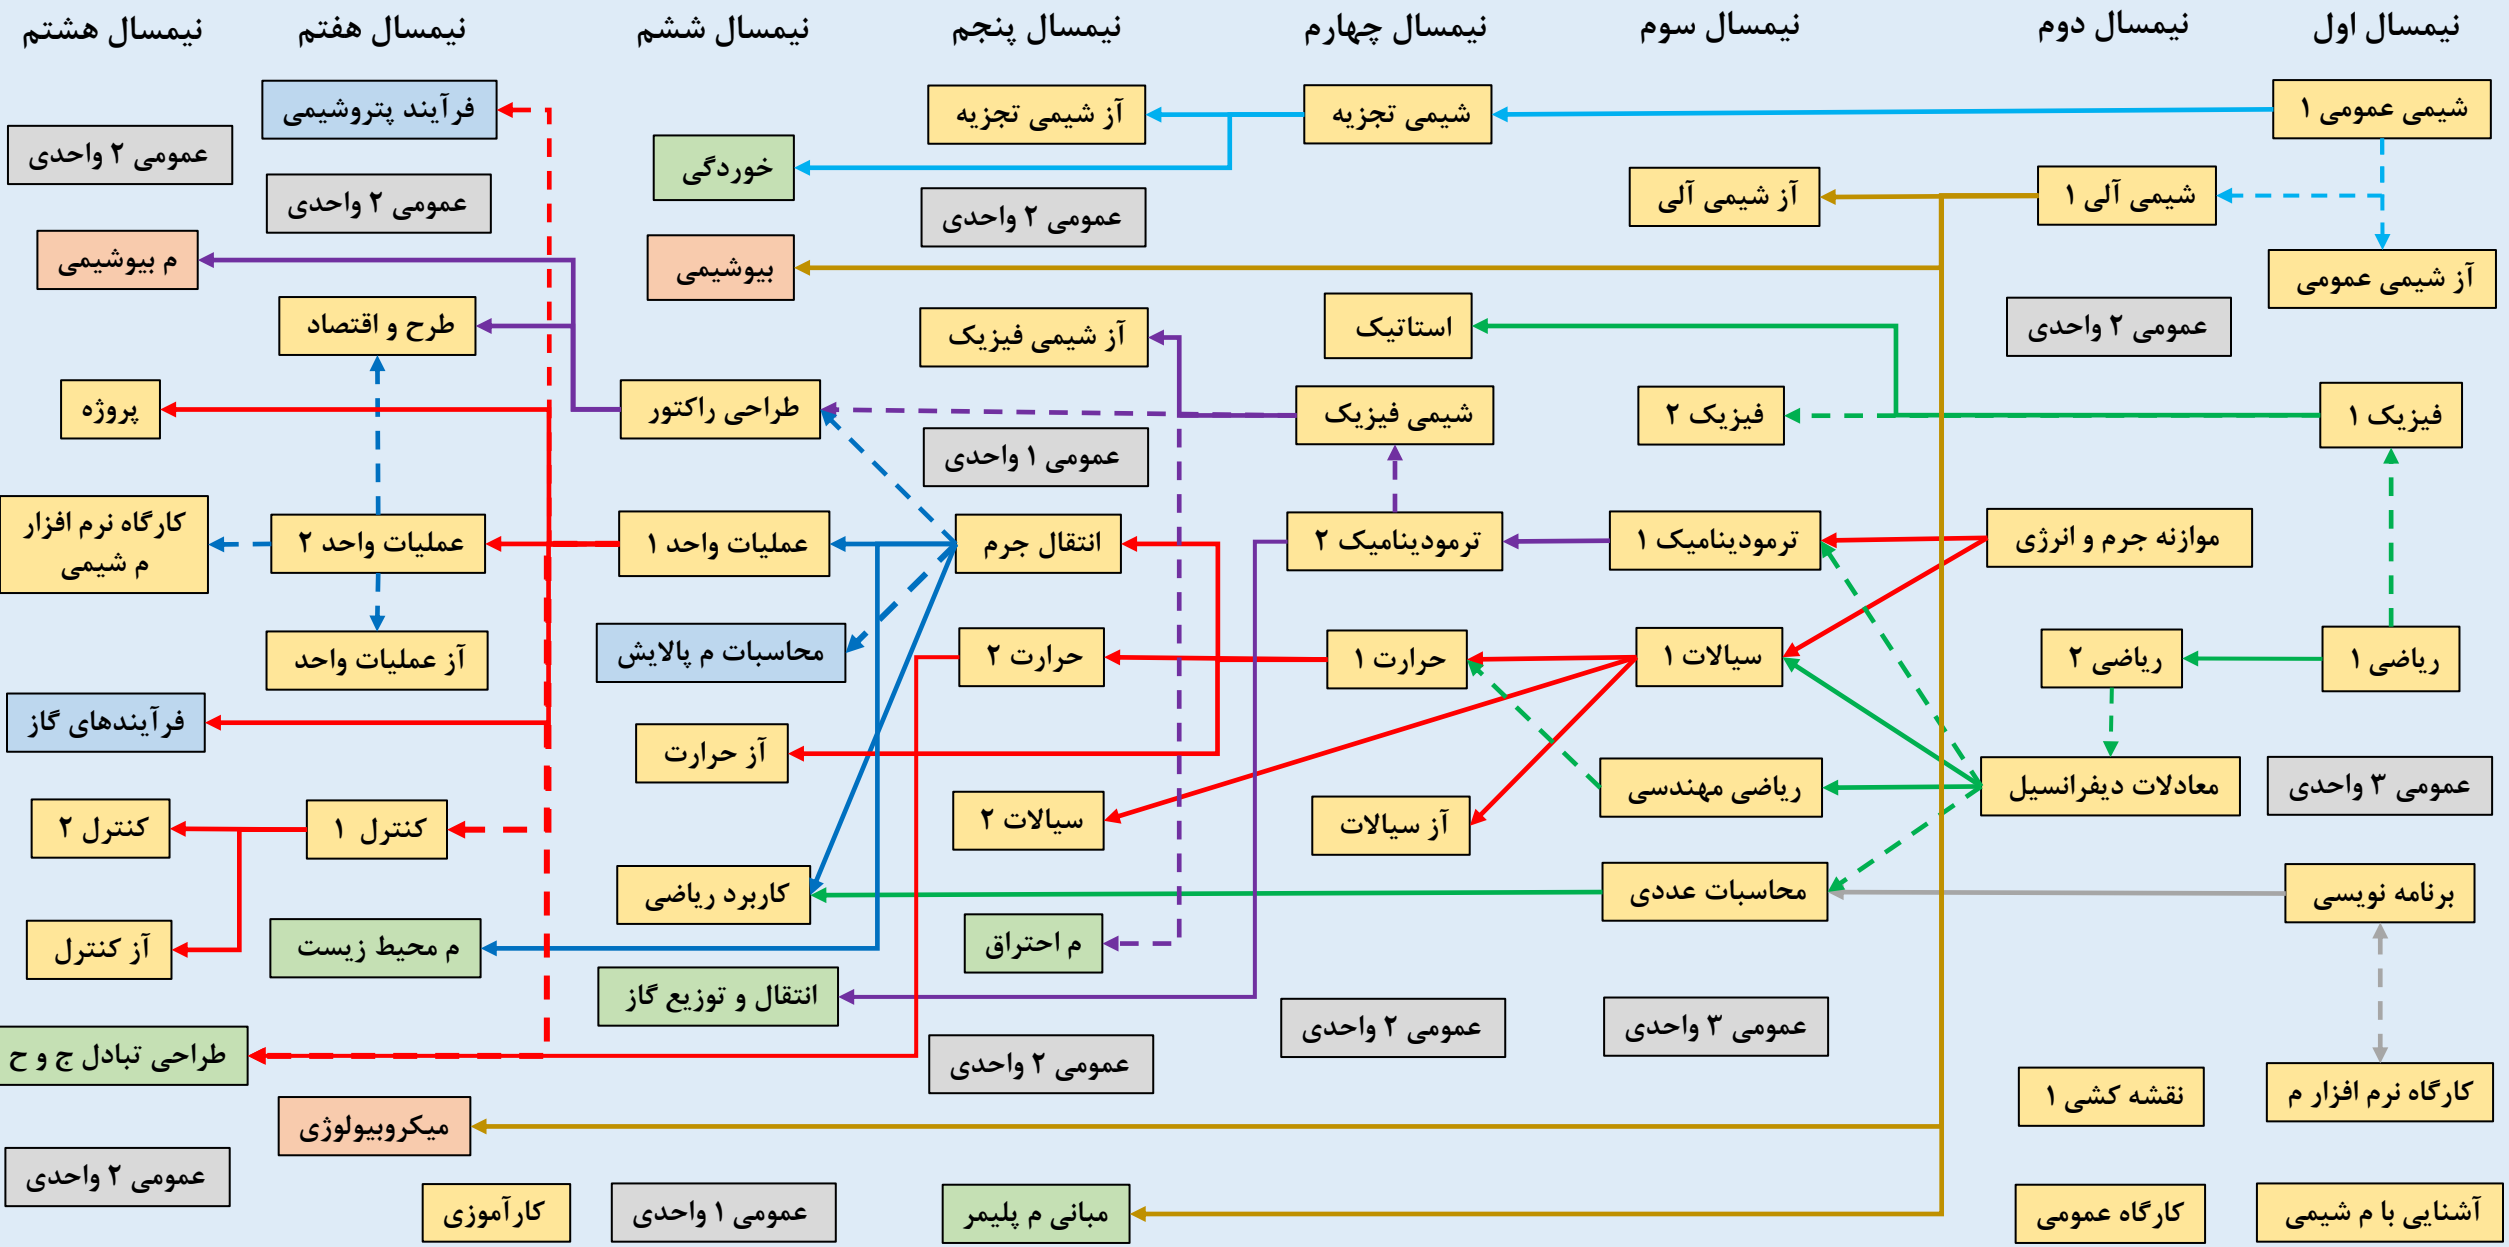 نیمسال اول
نیمسال دوم
نیمسال سوم
نیمسال چهارم
نیمسال پنجم
نیمسال ششم
نیمسال هفتم
نیمسال هشتم
شیمی عمومی ۱
آز شیمی عمومی
فیزیک ۱
ریاضی ۱
عمومی ۳ واحدی
برنامه نویسی
کارگاه نرم افزار م
آشنایی با م شیمی
شیمی آلی ۱
عمومی ۲ واحدی
موازنه جرم و انرژی
ریاضی ۲
معادلات دیفرانسیل
نقشه کشی ۱
کارگاه عمومی
آز شیمی آلی
فیزیک ۲
ترمودینامیک ۱
سیالات ۱
ریاضی مهندسی
محاسبات عددی
عمومی ۳ واحدی
شیمی تجزیه
استاتیک
شیمی فیزیک
ترمودینامیک ۲
حرارت ۱
آز سیالات
عمومی ۲ واحدی
آز شیمی تجزیه
عمومی ۲ واحدی
آز شیمی فیزیک
عمومی ۱ واحدی
انتقال جرم
حرارت ۲
سیالات ۲
م احتراق
عمومی ۲ واحدی
مبانی م پلیمر
خوردگی
بیوشیمی
طراحی راکتور
عملیات واحد ۱
محاسبات م پالایش
آز حرارت
کاربرد ریاضی
انتقال و توزیع گاز
عمومی ۱ واحدی
فرآیند پتروشیمی
عمومی ۲ واحدی
طرح و اقتصاد
عملیات واحد ۲
آز عملیات واحد
کنترل ۱
م محیط زیست
میکروبیولوژی
کارآموزی
عمومی ۲ واحدی
م بیوشیمی
پروژه
کارگاه نرم افزار
م شیمی
فرآیندهای گاز
کنترل ۲
آز کنترل
طراحی تبادل ج و ح
عمومی ۲ واحدی